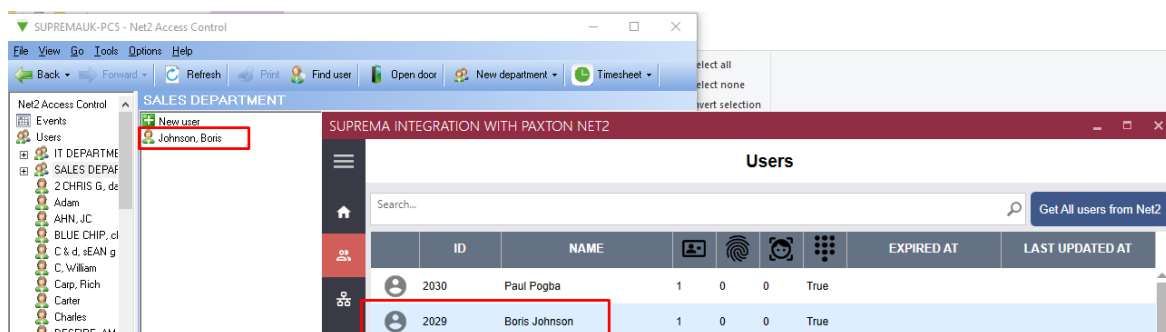 SUPREMAUK-PC5 - Net2 Access Control
File View Go Tools Options Help
Back Forward Refresh Print Find user Open door New department Timesheet
elect all
elect none
nvert selection
Net2 Access Control
Events
Users
IT DEPARTME
SALES DEPAR
2 CHRIS G, da
Adam
AHN, JC
BLUE CHIP, cl
C & d, sEAN g
C, William
Carp, Rich
Carter
Charles
SALES DEPARTMENT
New user
Johnson, Boris
SUPREMA INTEGRATION WITH PAXTON NET2
Users
Search...
Get All users from Net2
ID NAME EXPIRED AT LAST UPDATED AT
2030 Paul Pogba 1 0 0 True
2029 Boris Johnson 1 0 0 True